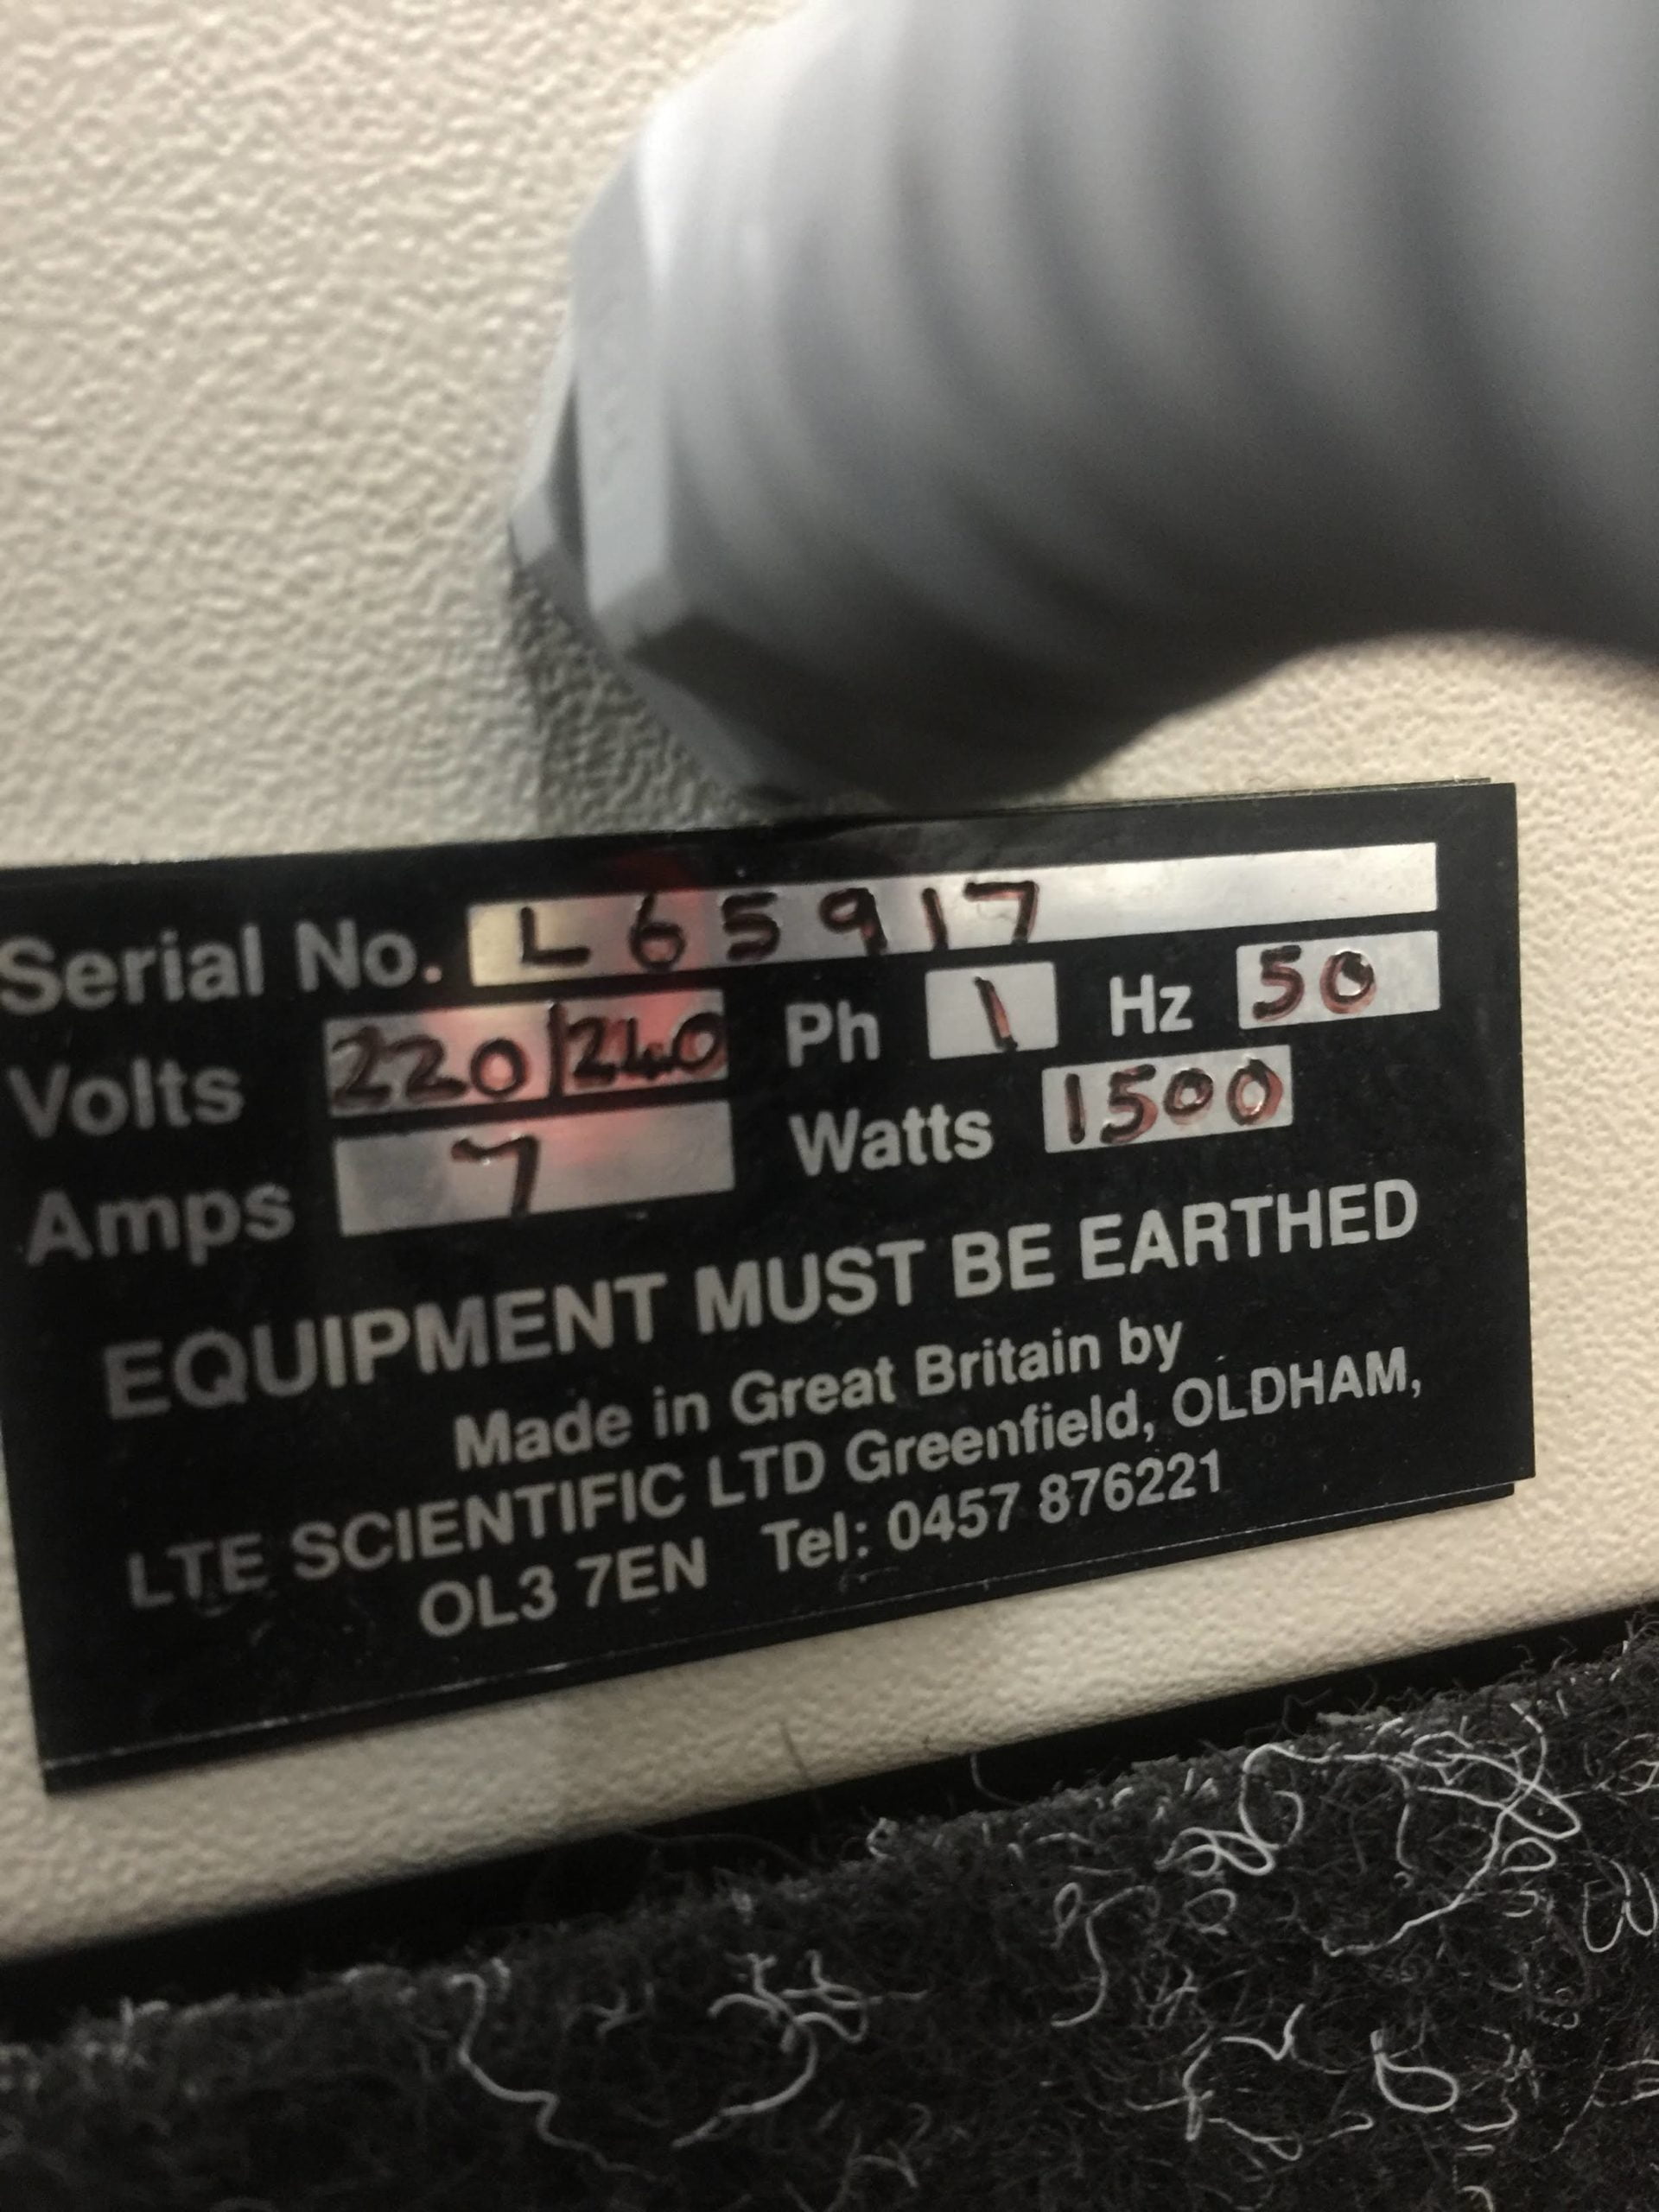 Serial No. L65917
Volts 220/240 Ph 1 Hz 50
Amps 7 Watts 1500
EQUIPMENT MUST BE EARTHED
Made in Great Britain by
LTE SCIENTIFIC LTD Greenfield, OLDHAM,
OL3 7EN Tel: 0457 876221